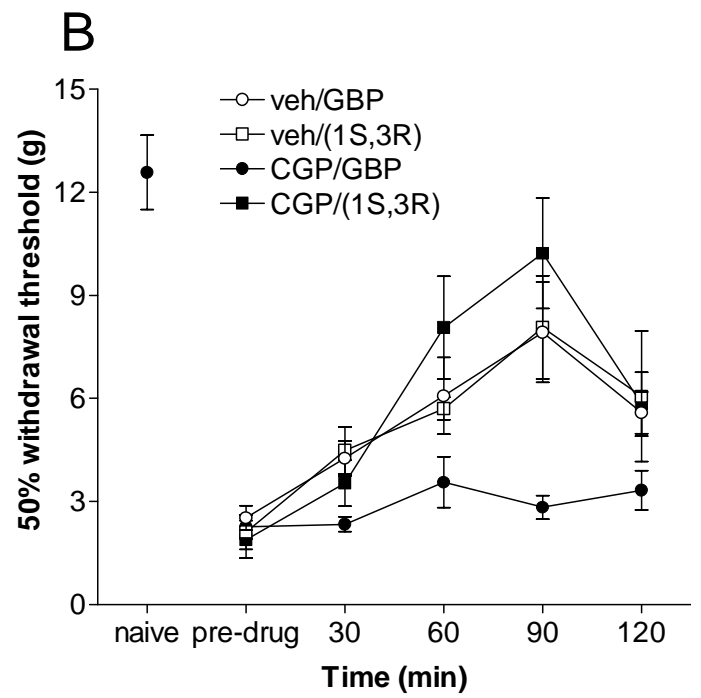 B
15
12
9
6
3
0
50% withdrawal threshold (g)
veh/GBP
veh/(1S,3R)
CGP/GBP
CGP/(1S,3R)
naive pre-drug 30 60 90 120
Time (min)